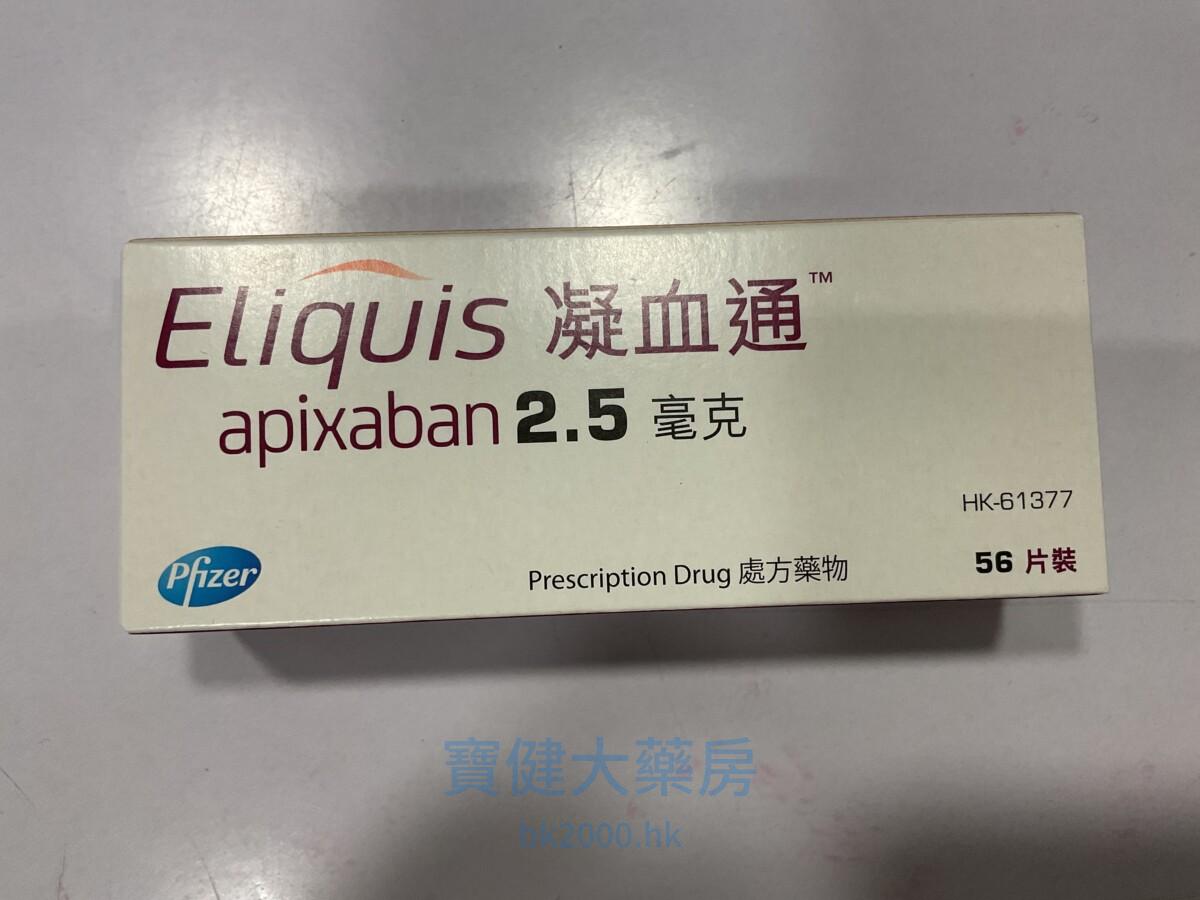 Eliquis 凝血通™
apixaban 2.5 毫克
HK-61377
Pfizer
Prescription Drug 處方藥物
56 片裝
寶健大藥房
hk2000.hk